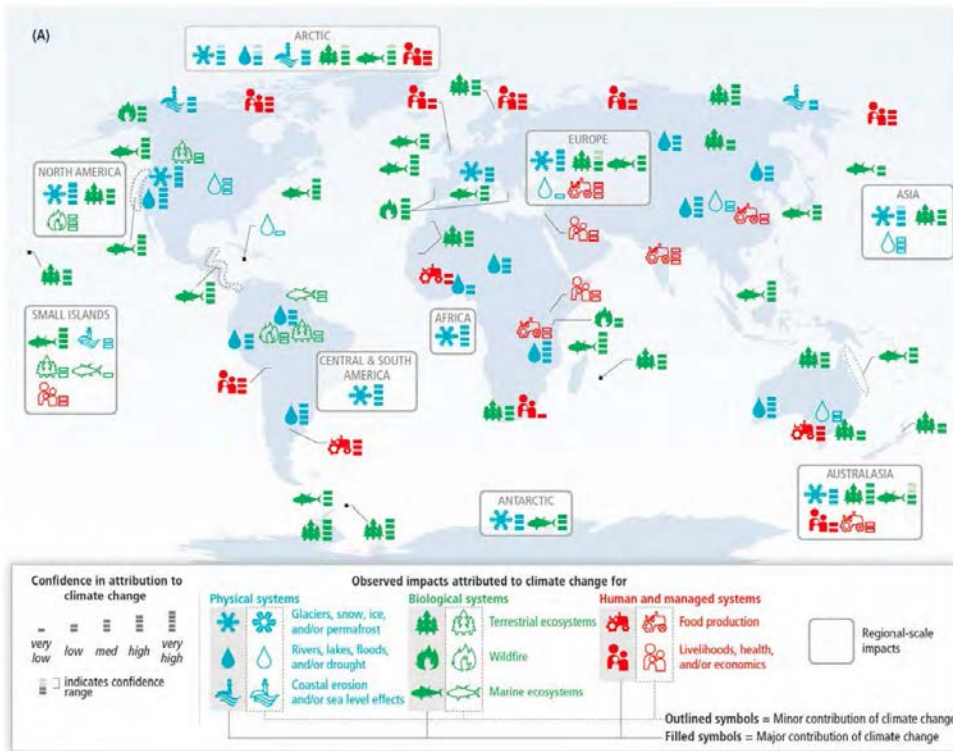 (A)
ARCTIC
EUROPE
NORTH AMERICA
ASIA
SMALL ISLANDS
AFRICA
CENTRAL & SOUTH
AMERICA
AUSTRALASIA
ANTARCTIC
Confidence in attribution to
climate change
very
low
low
med
high
very
high
indicates confidence
range
Observed impacts attributed to climate change for
Physical systems
Glaciers, snow, ice,
and/or permafrost
Rivers, lakes, floods,
and/or drought
Coastal erosion
and/or sea level effects
Biological systems
Terrestrial ecosystems
Wildfire
Marine ecosystems
Human and managed systems
Food production
Livelihoods, health,
and/or economics
Regional-scale
impacts
Outlined symbols = Minor contribution of climate change
Filled symbols = Major contribution of climate change